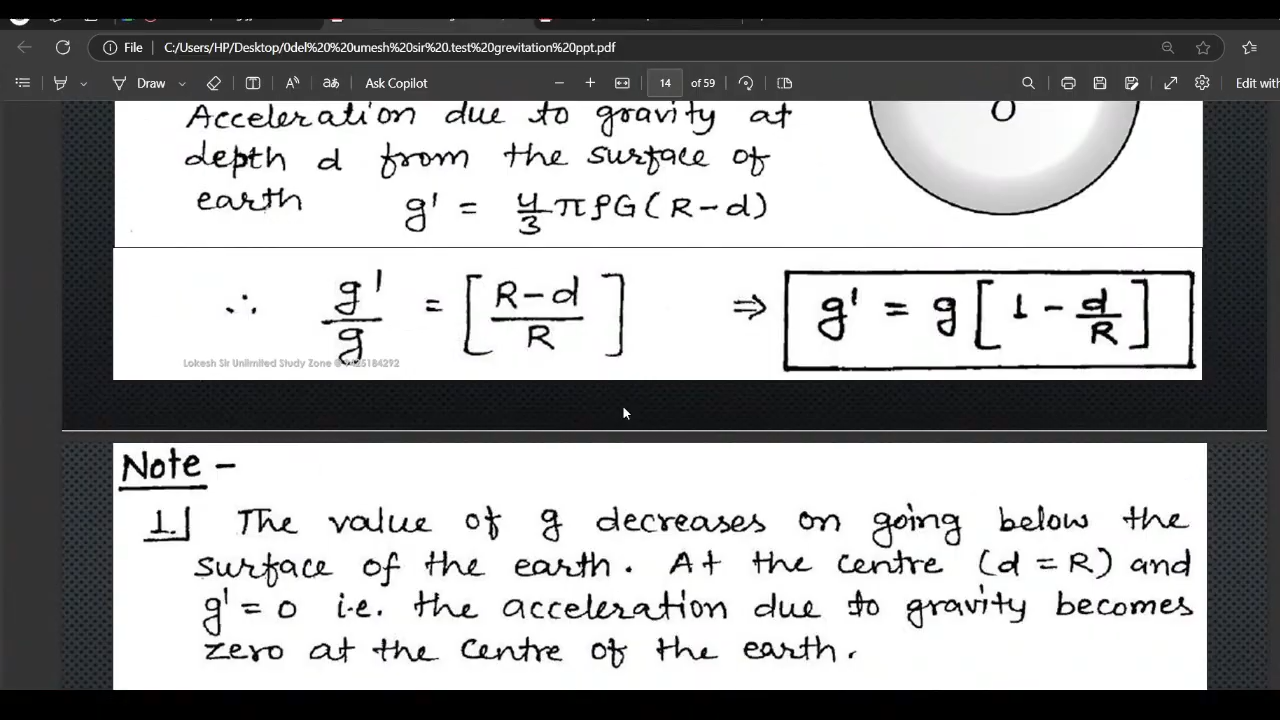 File C:/Users/HP/Desktop/0del%20%20umesh%20sir%20.test%20grevitation%20ppt.pdf
Draw aあ Ask Copilot 14 of 59 Edit with
Acceleration due to gravity at
depth d from the surface of
earth g' = 4/3 πρG(R-d)
O
∴ g'/g = [R-d/R] ⇒ g' = g[1 - d/R]
Lokesh Sir Unlimited Study Zone @ 9425184292
Note -
1] The value of g decreases on going below the
surface of the earth. At the centre (d = R) and
g' = 0 i.e. the acceleration due to gravity becomes
zero at the centre of the earth.